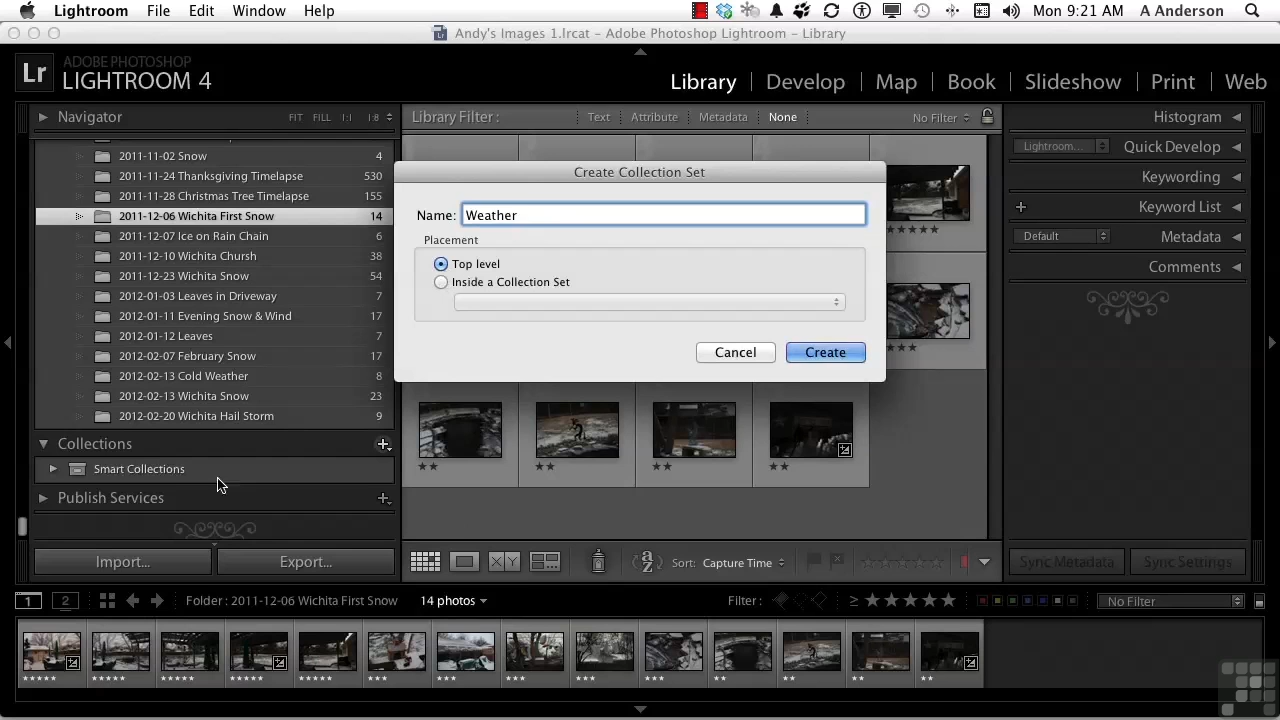 Lightroom File Edit Window Help Mon 9:21 AM A Anderson
Andy's Images 1.lrcat – Adobe Photoshop Lightroom – Library
Lr ADOBE PHOTOSHOP
LIGHTROOM 4
Library | Develop | Map | Book | Slideshow | Print | Web
Navigator FIT FILL 1:1 1:8
Library Filter : Text Attribute Metadata None No Filter
Histogram
2011-11-02 Snow 4
2011-11-24 Thanksgiving Timelapse 530
2011-11-28 Christmas Tree Timelapse 155
2011-12-06 Wichita First Snow 14
2011-12-07 Ice on Rain Chain 6
2011-12-10 Wichita Chursh 38
2011-12-23 Wichita Snow 54
2012-01-03 Leaves in Driveway 7
2012-01-11 Evening Snow & Wind 17
2012-01-12 Leaves 7
2012-02-07 February Snow 17
2012-02-13 Cold Weather 8
2012-02-13 Wichita Snow 23
2012-02-20 Wichita Hail Storm 9
Collections
Smart Collections
Publish Services
Import... Export...
Create Collection Set
Name: Weather
Placement
Top level
Inside a Collection Set
Cancel Create
Lightroom... Quick Develop
Keywording
Keyword List
Default Metadata
Comments
XY Sort: Capture Time
Sync Metadata Sync Settings
1 2 Folder : 2011-12-06 Wichita First Snow 14 photos Filter : ≥ No Filter